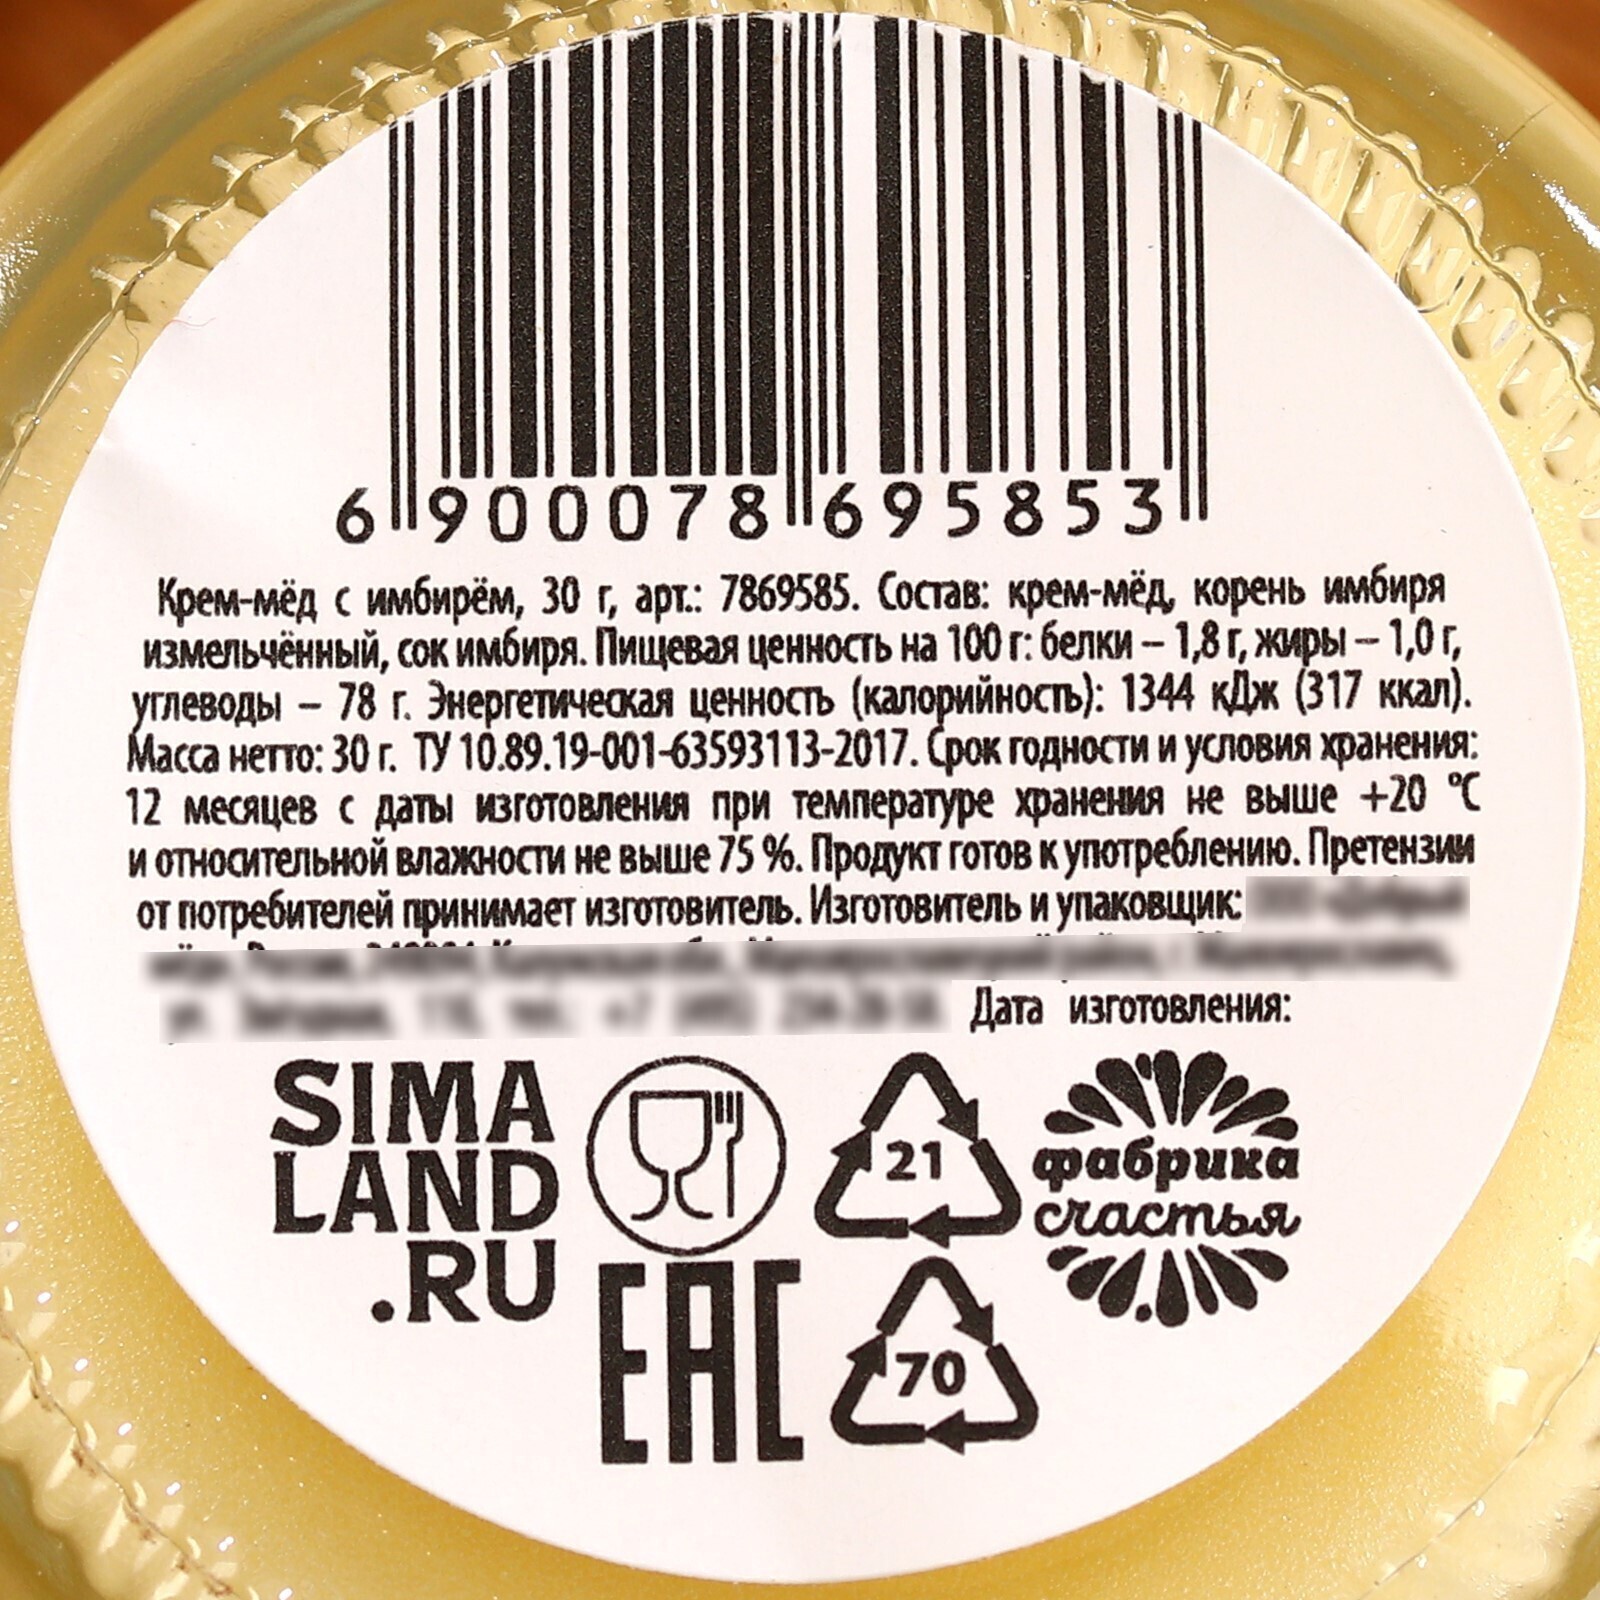 6 900078 695853
Крем-мёд с имбирём, 30 г, арт.: 7869585. Состав: крем-мёд, корень имбиря
измельчённый, сок имбиря. Пищевая ценность на 100 г: белки – 1,8 г, жиры – 1,0 г,
углеводы – 78 г. Энергетическая ценность (калорийность): 1344 кДж (317 ккал).
Масса нетто: 30 г. ТУ 10.89.19-001-63593113-2017. Срок годности и условия хранения:
12 месяцев с даты изготовления при температуре хранения не выше +20 °С
и относительной влажности не выше 75 %. Продукт готов к употреблению. Претензии
от потребителей принимает изготовитель. Изготовитель и упаковщик:
Дата изготовления:
SIMA
LAND
.RU
EAC
21
70
фабрика
счастья